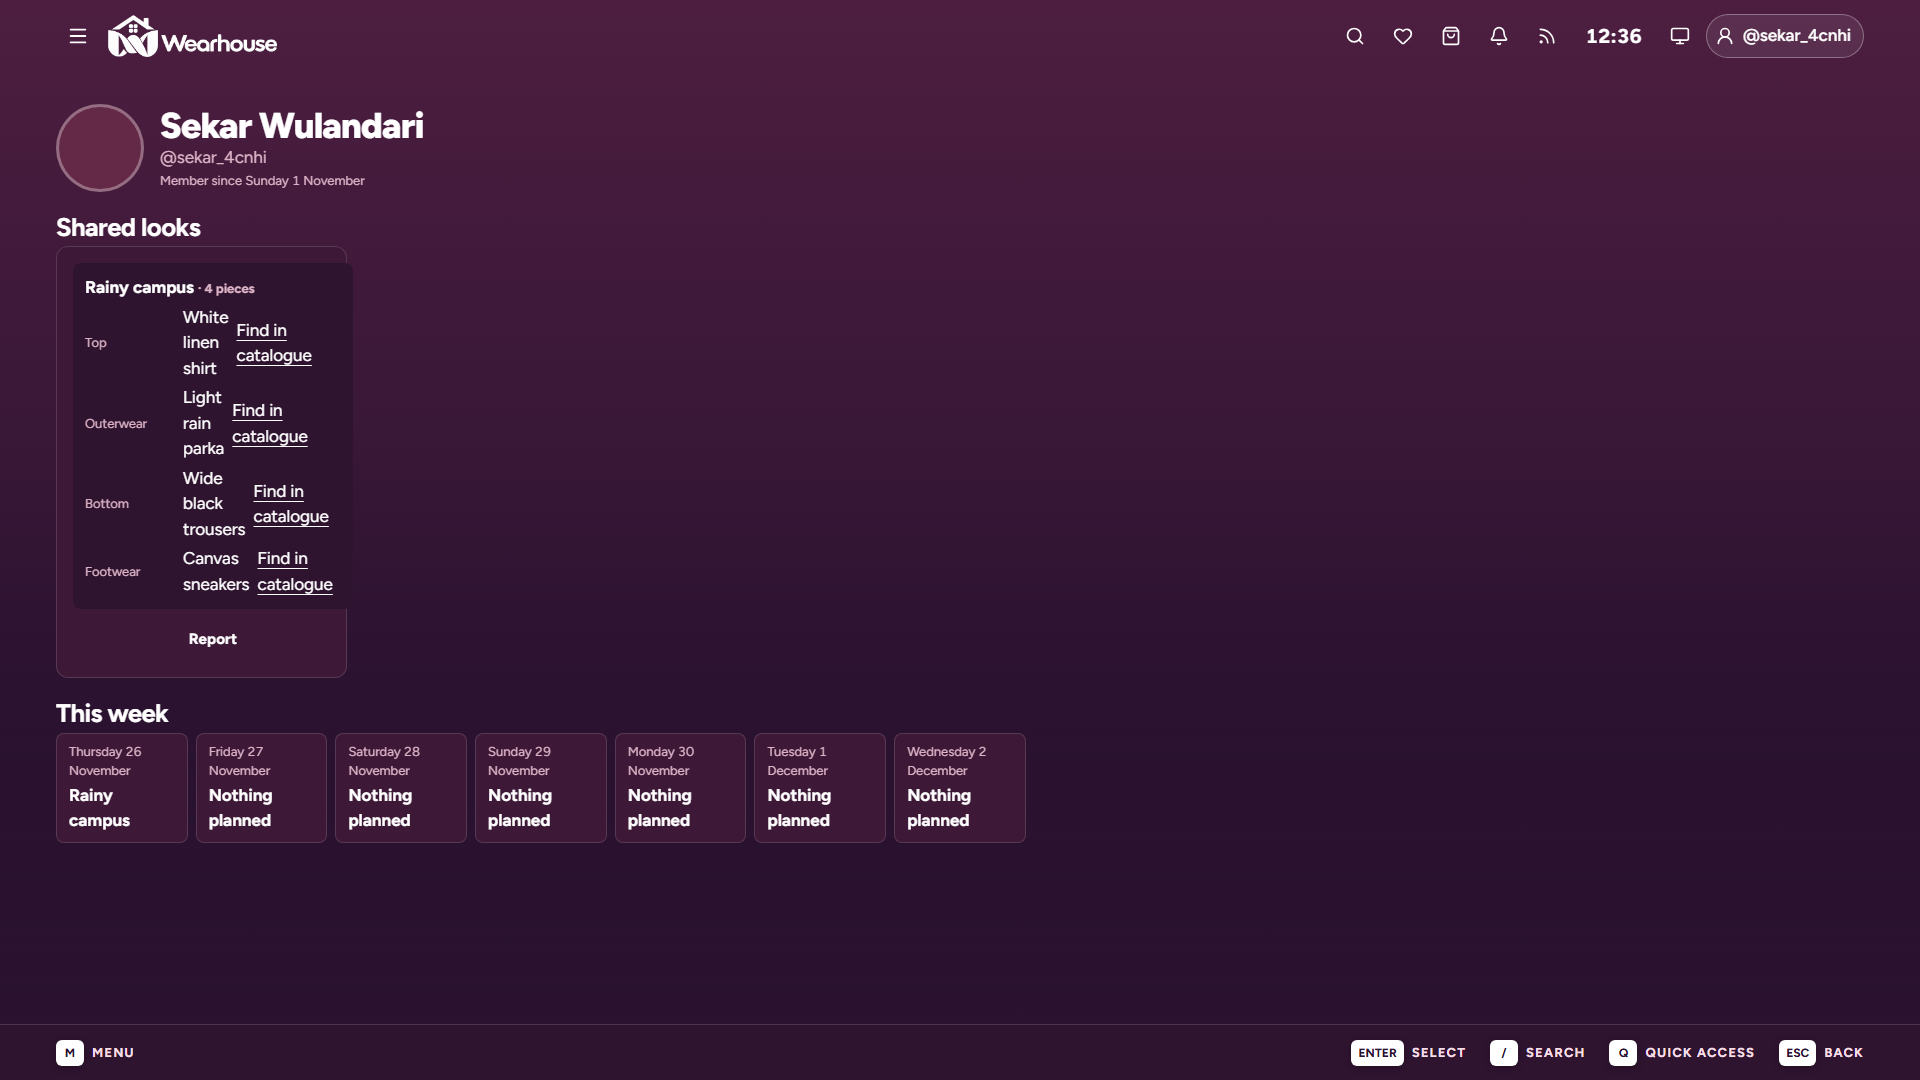 Wearhouse
12:36
@sekar_4cnhi
Sekar Wulandari
@sekar_4cnhi
Member since Sunday 1 November
Shared looks
Rainy campus · 4 pieces
Top
White
linen
shirt
Find in
catalogue
Outerwear
Light
rain
parka
Find in
catalogue
Bottom
Wide
black
trousers
Find in
catalogue
Footwear
Canvas
sneakers
Find in
catalogue
Report
This week
Thursday 26
November
Rainy
campus
Friday 27
November
Nothing
planned
Saturday 28
November
Nothing
planned
Sunday 29
November
Nothing
planned
Monday 30
November
Nothing
planned
Tuesday 1
December
Nothing
planned
Wednesday 2
December
Nothing
planned
M MENU
ENTER SELECT
/ SEARCH
Q QUICK ACCESS
ESC BACK